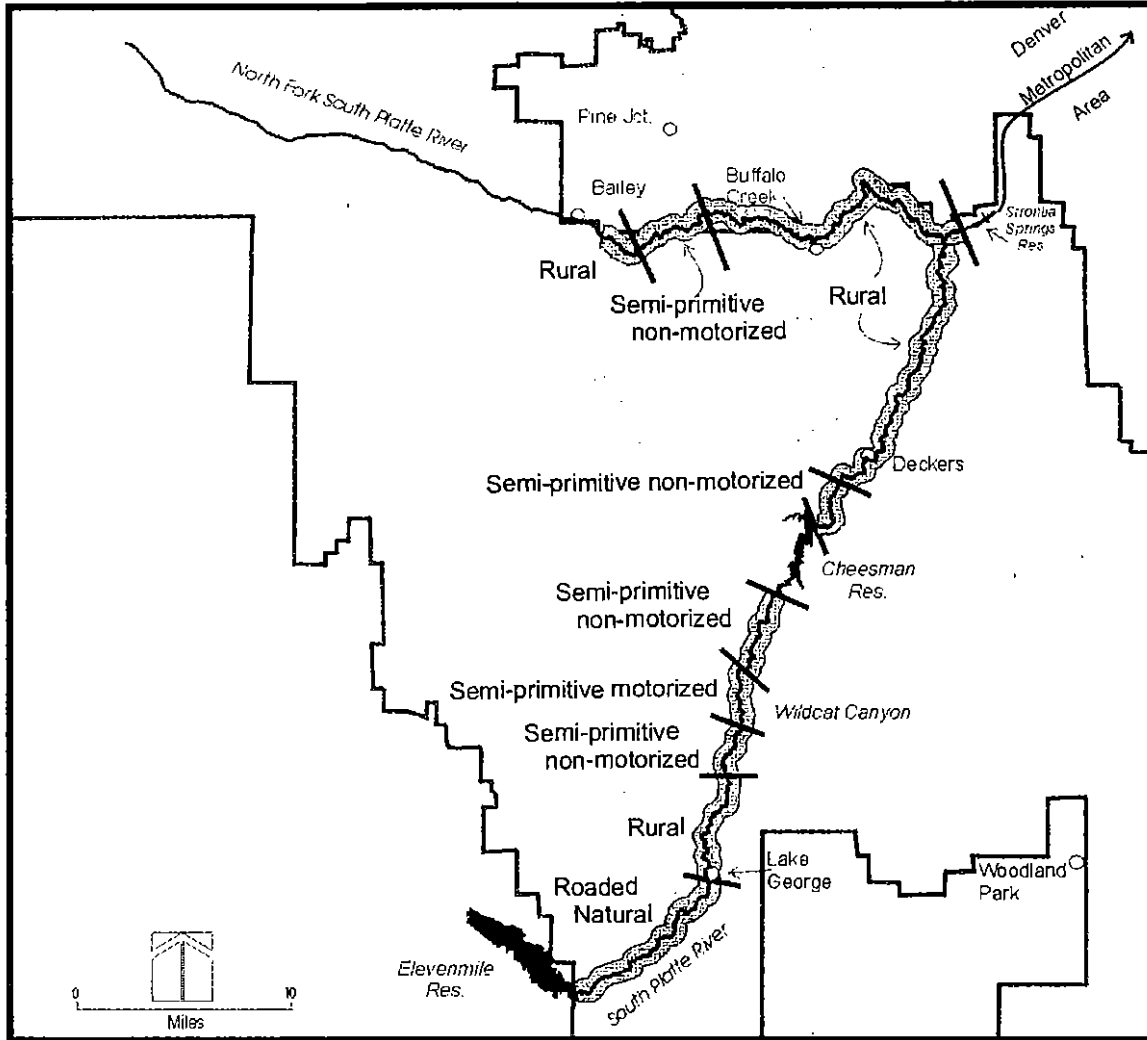 Denver
Metropolitan
Area
North Fork South Platte River
Pine Jct.
Bailey
Buffalo
Creek
Strontia
Springs
Res.
Rural
Semi-primitive
non-motorized
Rural
Deckers
Semi-primitive non-motorized
Cheesman
Res.
Semi-primitive
non-motorized
Semi-primitive motorized
Wildcat Canyon
Semi-primitive
non-motorized
Rural
Lake
George
Woodland
Park
Roaded
Natural
Elevenmile
Res.
South Platte River
0
10
Miles